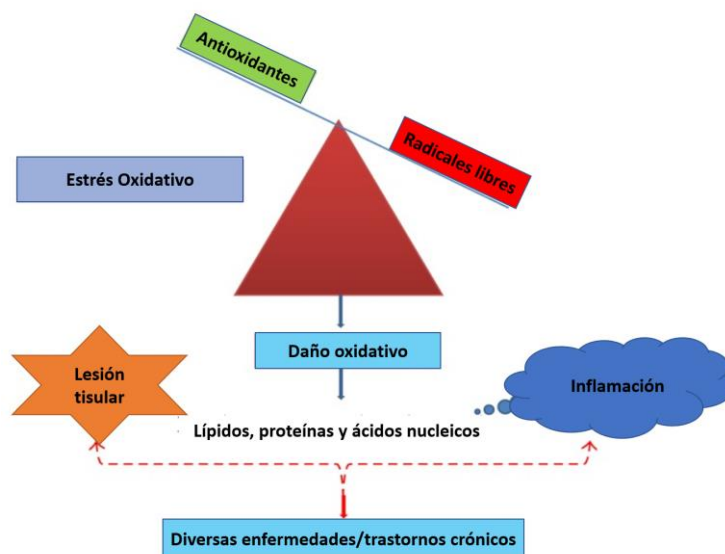 Antioxidantes
Radicales libres
Estrés Oxidativo
Daño oxidativo
Lesión
tisular
Inflamación
Lípidos, proteínas y ácidos nucleicos
Diversas enfermedades/trastornos crónicos